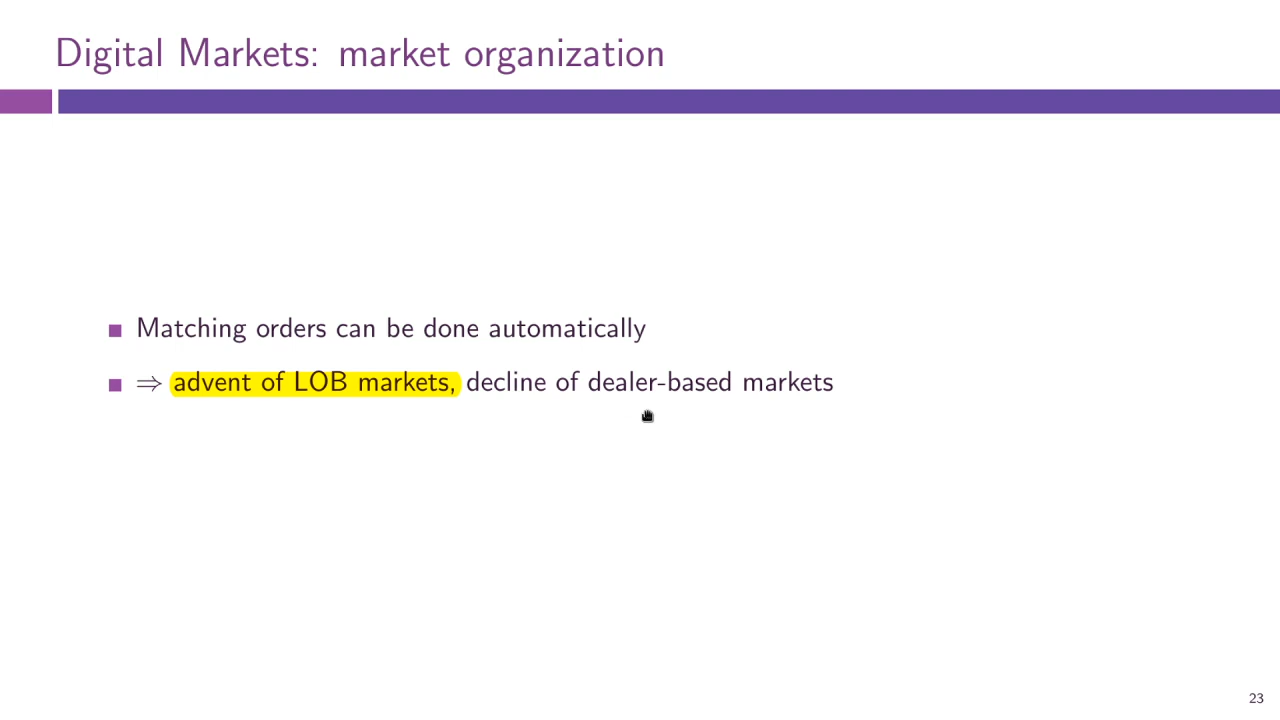 Digital Markets: market organization
Matching orders can be done automatically
⇒ advent of LOB markets, decline of dealer-based markets
23